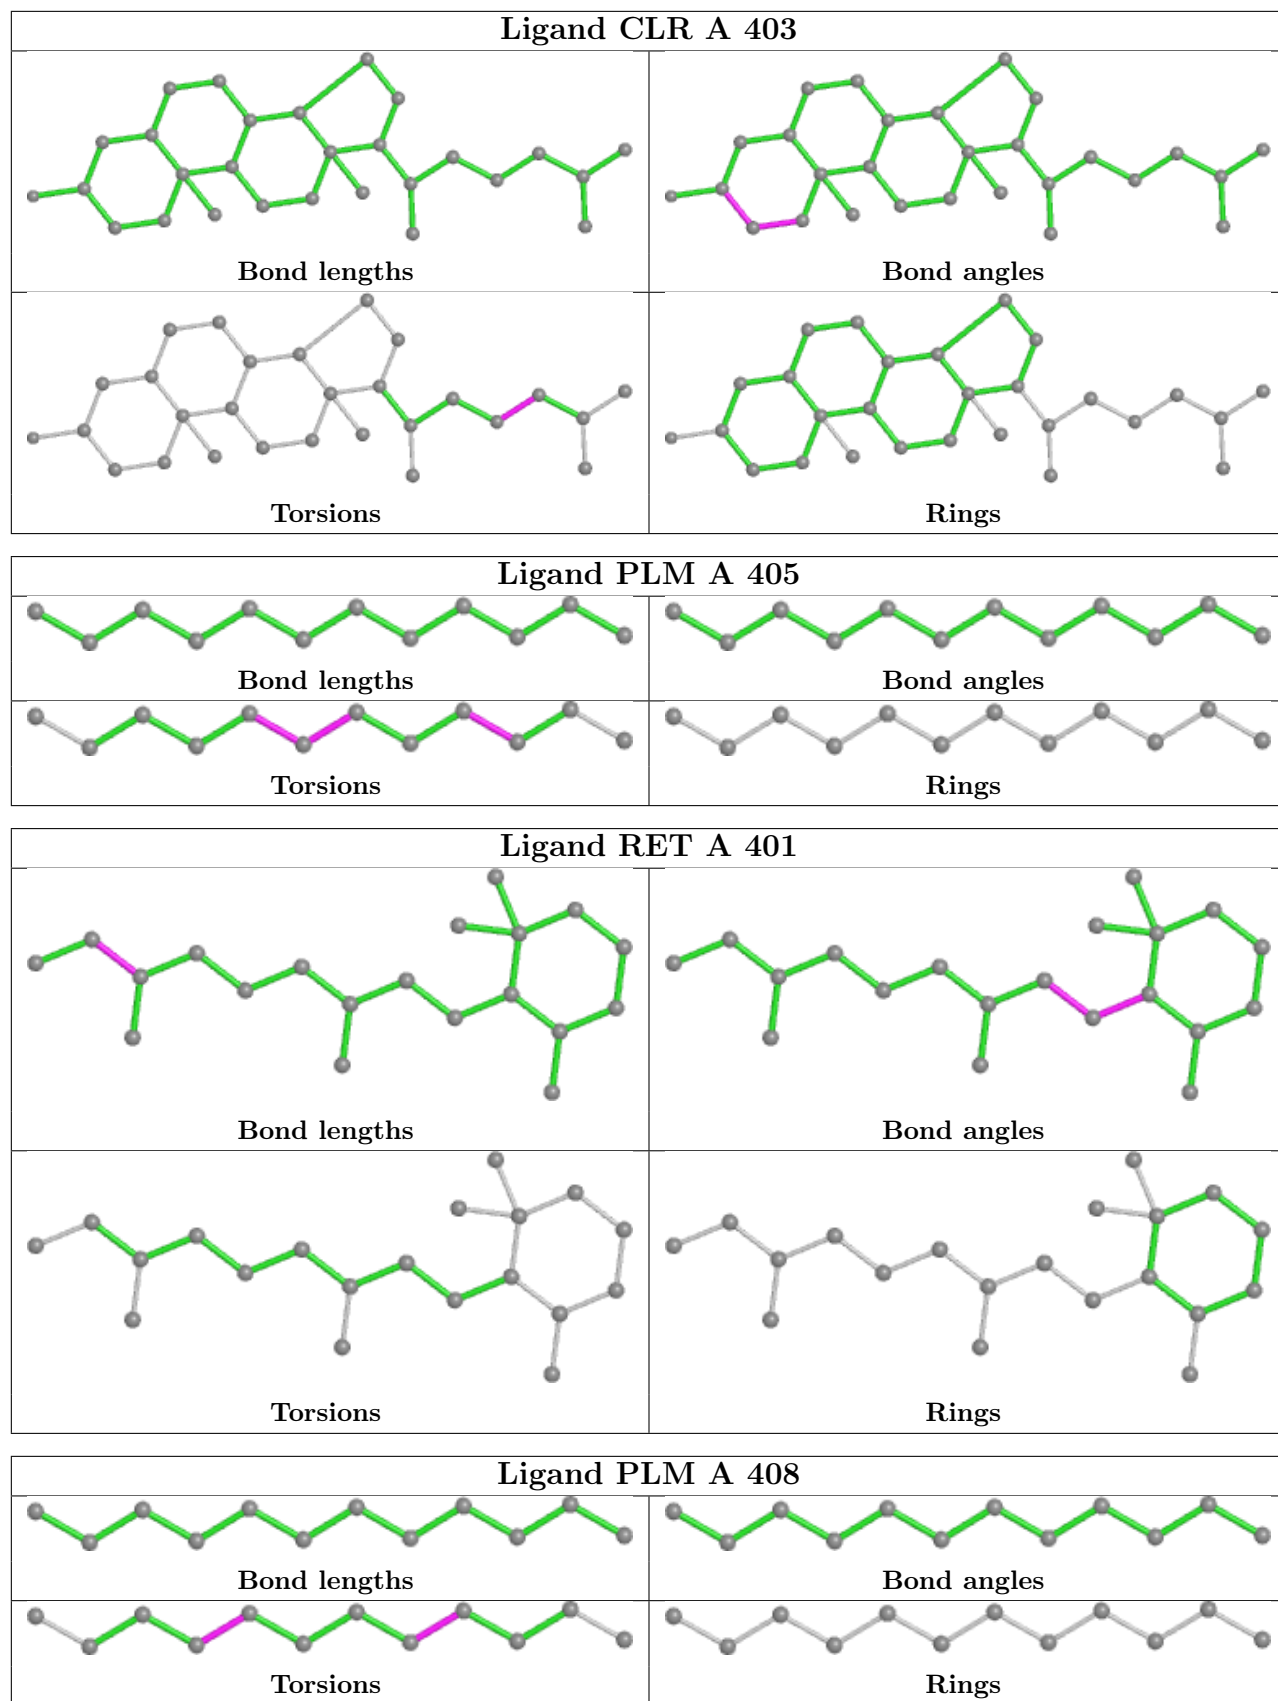 Ligand CLR A 403
Bond lengths
Bond angles
Torsions
Rings
Ligand PLM A 405
Bond lengths
Bond angles
Torsions
Rings
Ligand RET A 401
Bond lengths
Bond angles
Torsions
Rings
Ligand PLM A 408
Bond lengths
Bond angles
Torsions
Rings